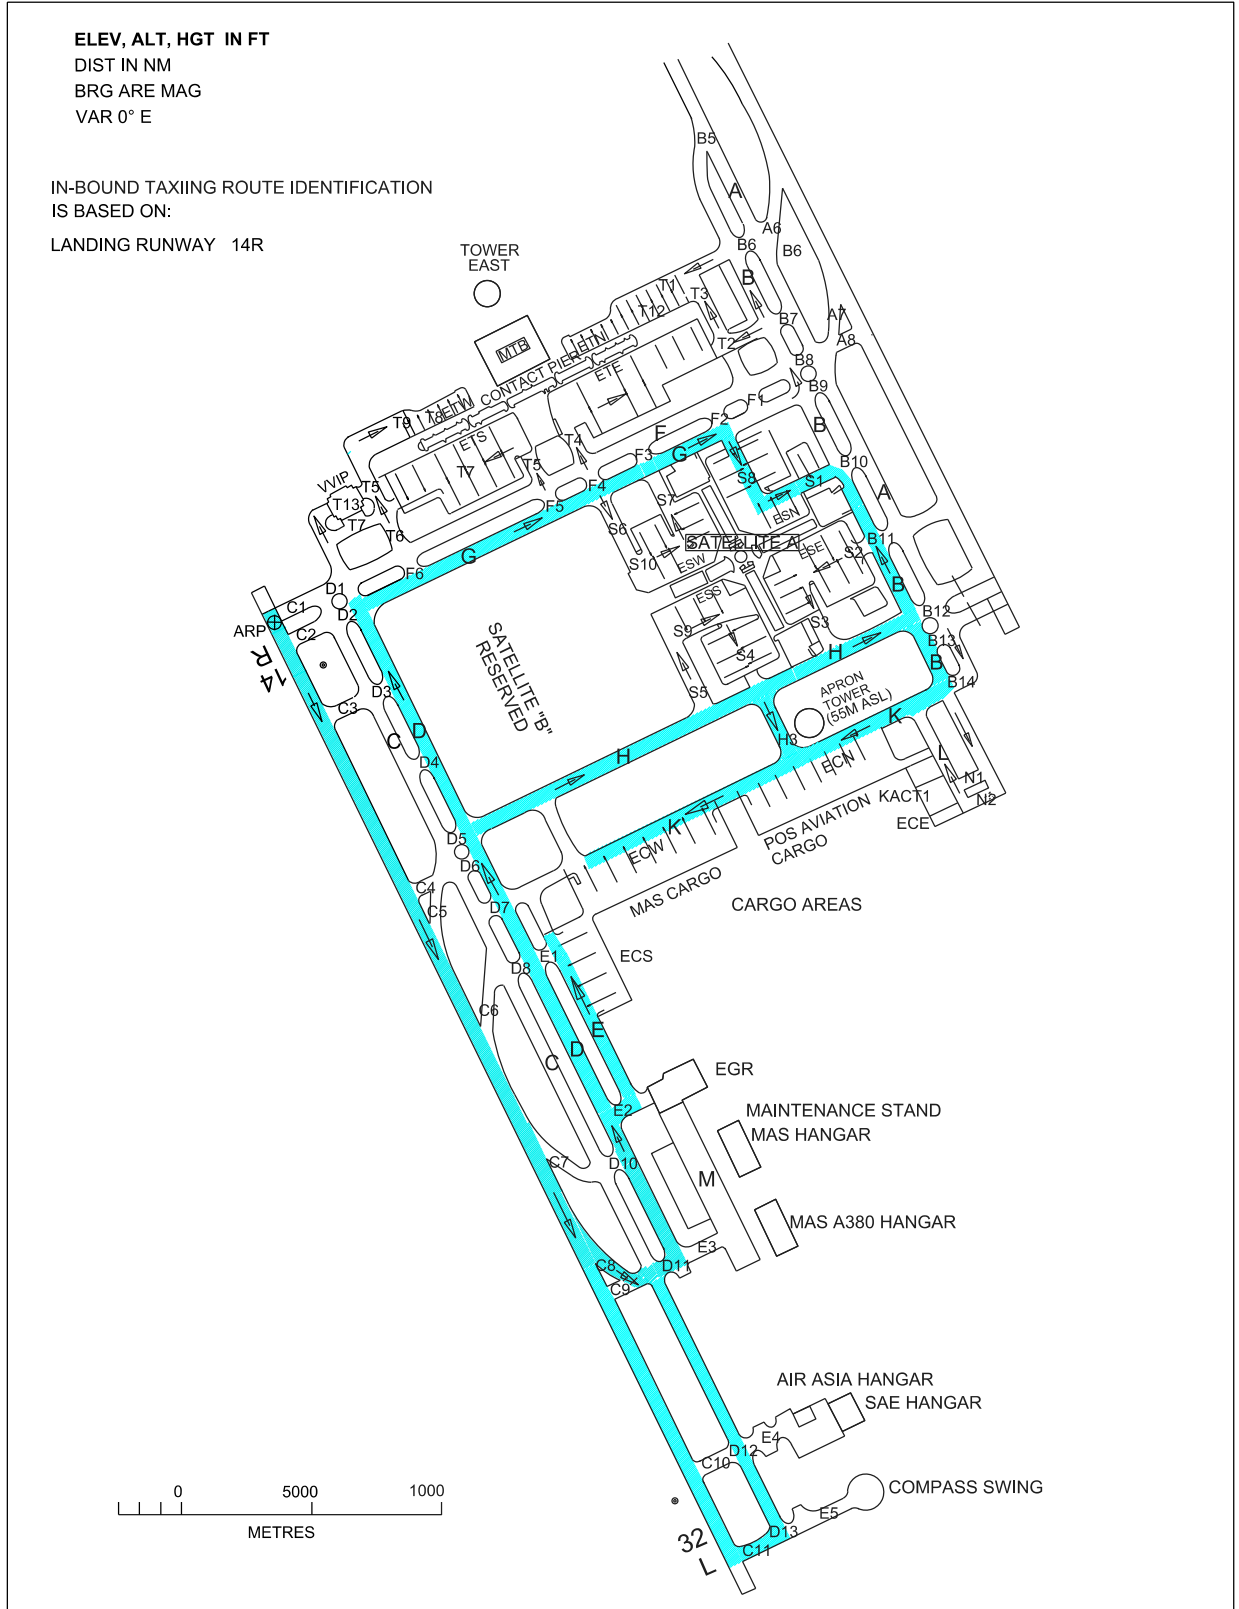 ELEV, ALT, HGT IN FT
DIST IN NM
BRG ARE MAG
VAR 0° E
IN-BOUND TAXIING ROUTE IDENTIFICATION
IS BASED ON:
LANDING RUNWAY 14R
B5
A
A6
B6
B6
TOWER
EAST
T1
T3
B
T12
B7
A7
T2
A8
MTB
CONTACT PIER
ETN
ETE
B8
B9
F1
F2
T9
T8
ETW
ETS
T4
F
F3
G
B
VVIP
T5
T7
T5
F4
S8
S1
B10
A
T13
T7
T6
F5
S7
S6
ESN
SATELLITE A
B11
G
S10
ESW
ESE
S2
F6
D1
D2
ESS
B
C1
ARP
C2
14
R
SATELLITE "B"
RESERVED
S9
S4
S3
B12
B13
H
B
B14
D3
C3
S5
APRON
TOWER
(55M ASL)
C
D
K
H
H3
D4
ECN
L
N1
N2
KACT1
ECE
K
POS AVIATION
CARGO
D5
D6
ECW
MAS CARGO
CARGO AREAS
C4
C5
D7
D8
E1
ECS
C6
E
C
D
EGR
E2
MAINTENANCE STAND
MAS HANGAR
C7
D10
M
MAS A380 HANGAR
E3
C8
D11
C9
AIR ASIA HANGAR
SAE HANGAR
E4
D12
C10
COMPASS SWING
E5
D13
C11
32
L
0 5000 1000
METRES